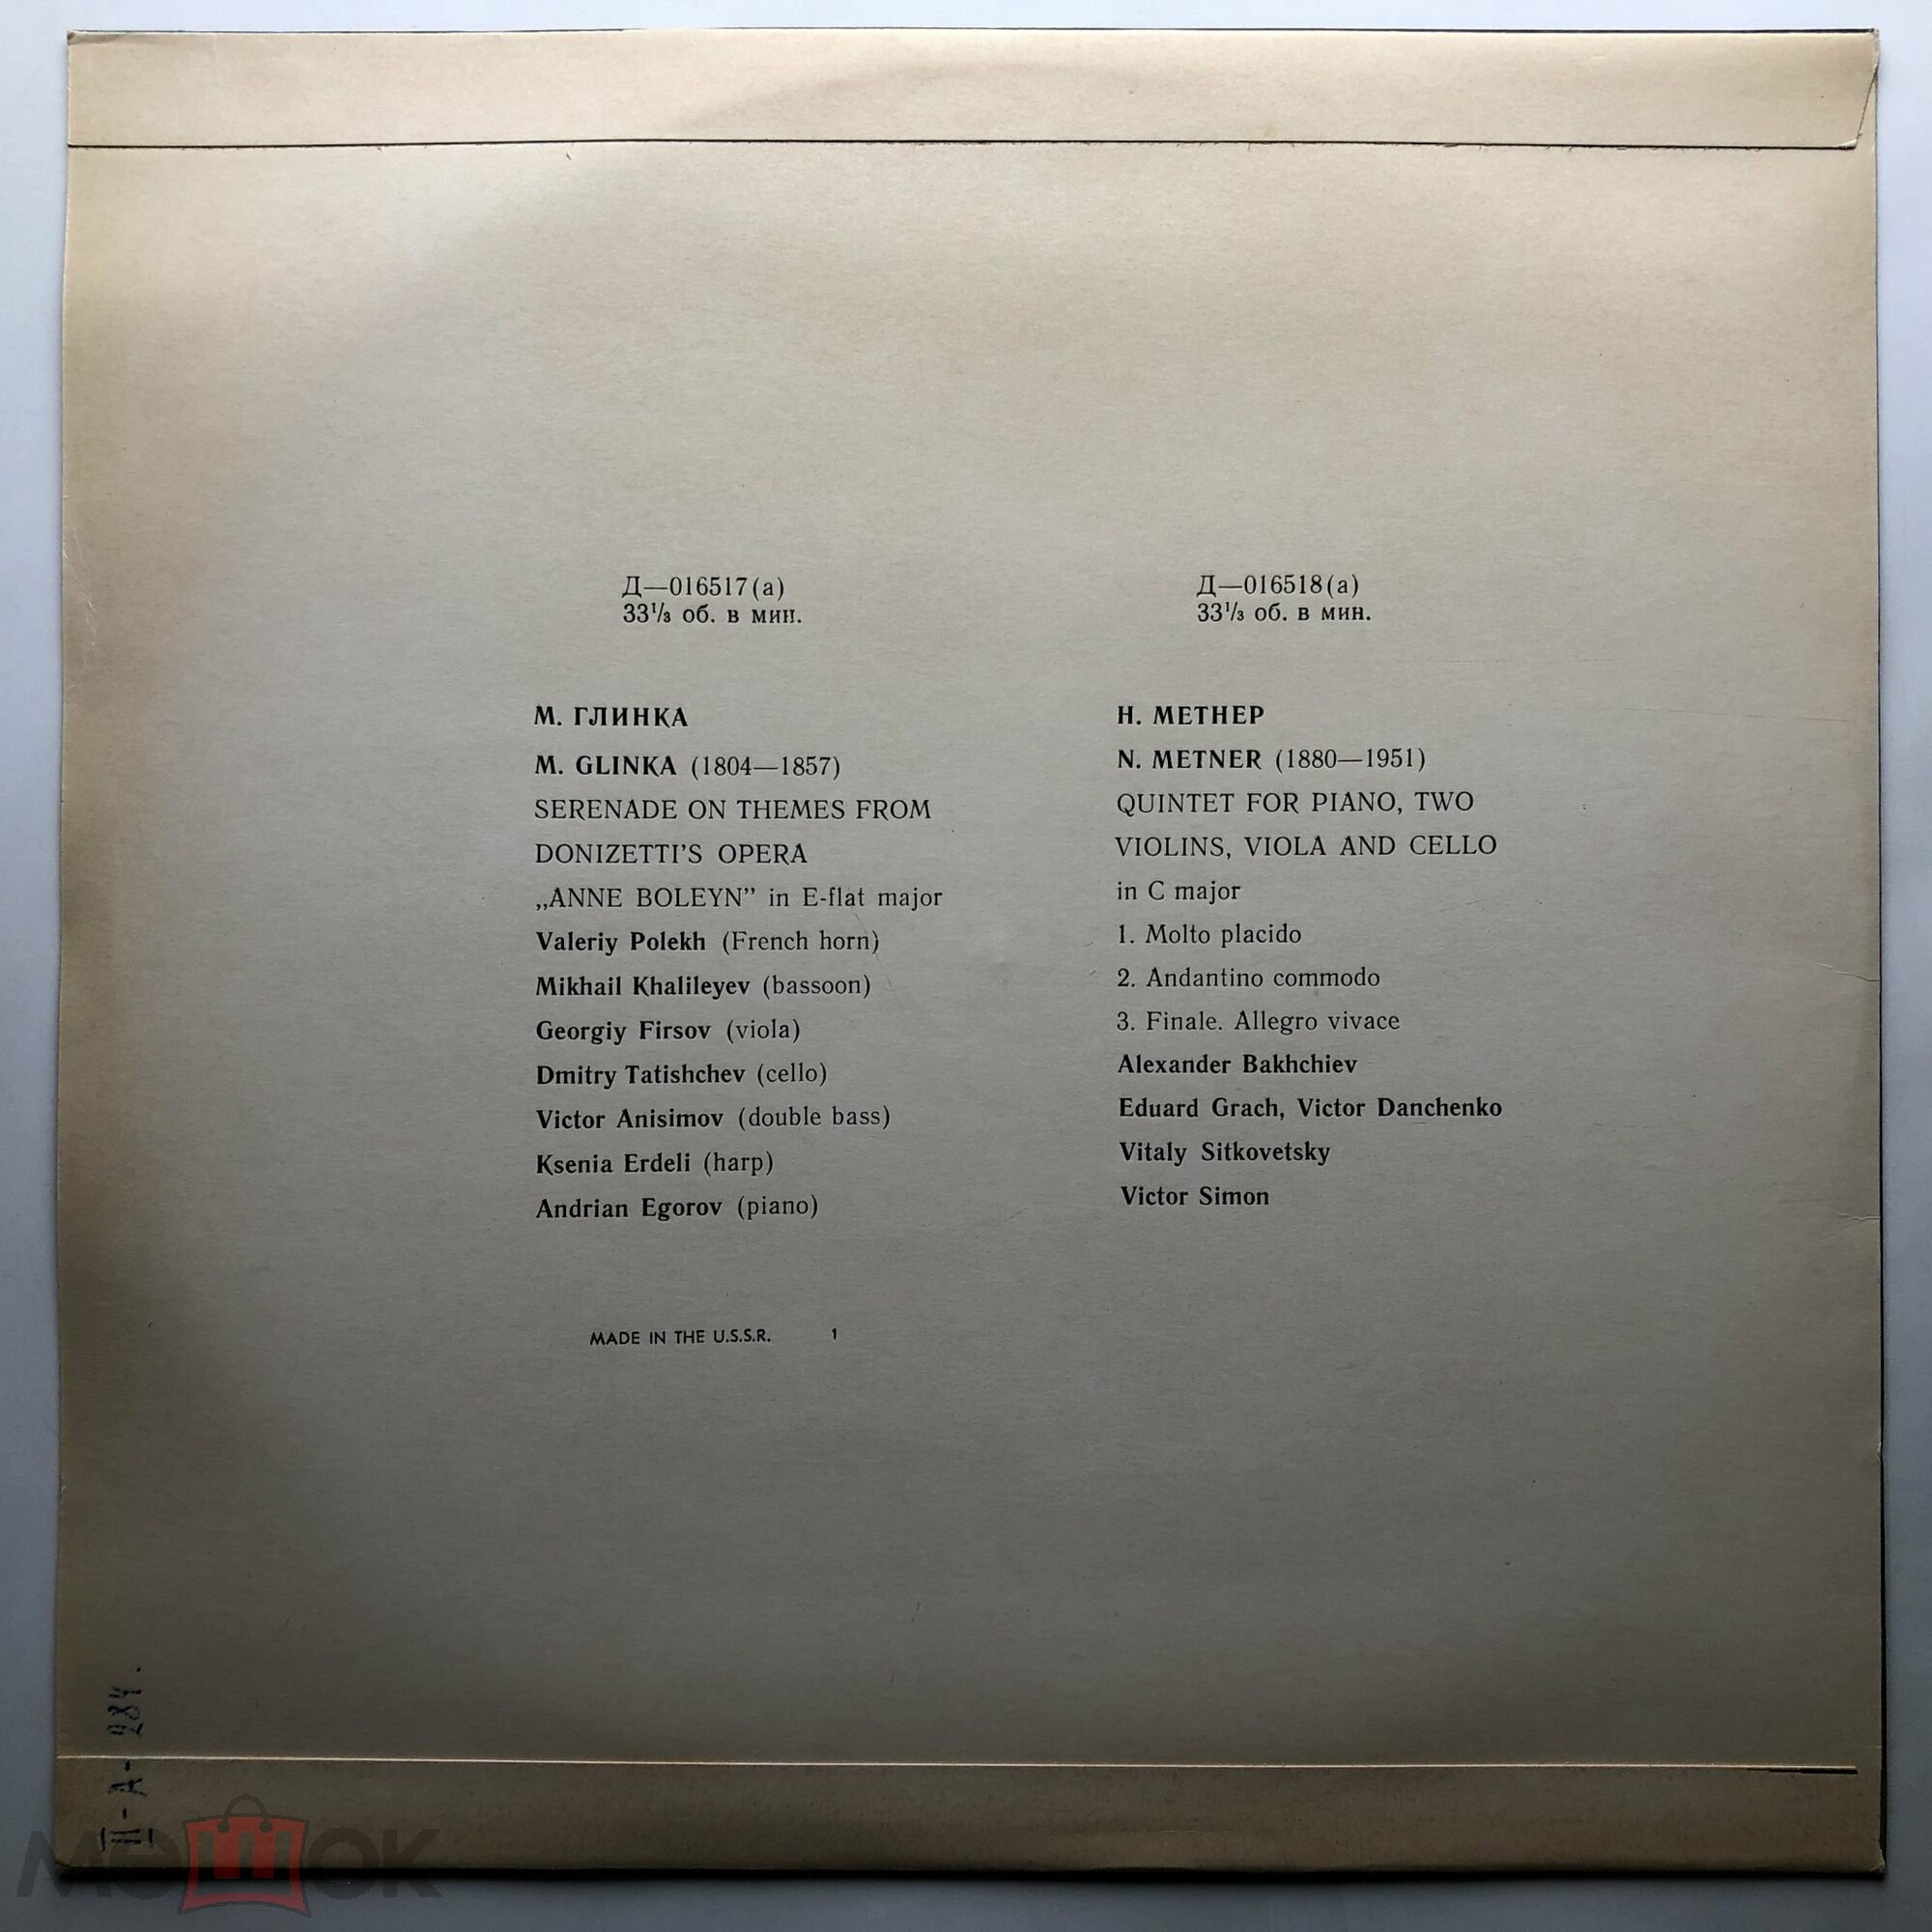 Д—016517(а)
33⅓ об. в мин.
М. ГЛИНКА
M. GLINKA (1804—1857)
SERENADE ON THEMES FROM
DONIZETTI'S OPERA
„ANNE BOLEYN” in E-flat major
Valeriy Polekh (French horn)
Mikhail Khalileyev (bassoon)
Georgiy Firsov (viola)
Dmitry Tatishchev (cello)
Victor Anisimov (double bass)
Ksenia Erdeli (harp)
Andrian Egorov (piano)
MADE IN THE U.S.S.R. 1
Д—016518(а)
33⅓ об. в мин.
Н. МЕТНЕР
N. METNER (1880—1951)
QUINTET FOR PIANO, TWO
VIOLINS, VIOLA AND CELLO
in C major
1. Molto placido
2. Andantino commodo
3. Finale. Allegro vivace
Alexander Bakhchiev
Eduard Grach, Victor Danchenko
Vitaly Sitkovetsky
Victor Simon
II-A-284.
мешок